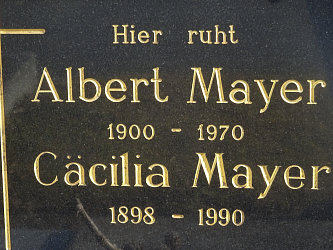 Hier ruht
Albert Mayer
1900 - 1970
Cäcilia Mayer
1898 - 1990